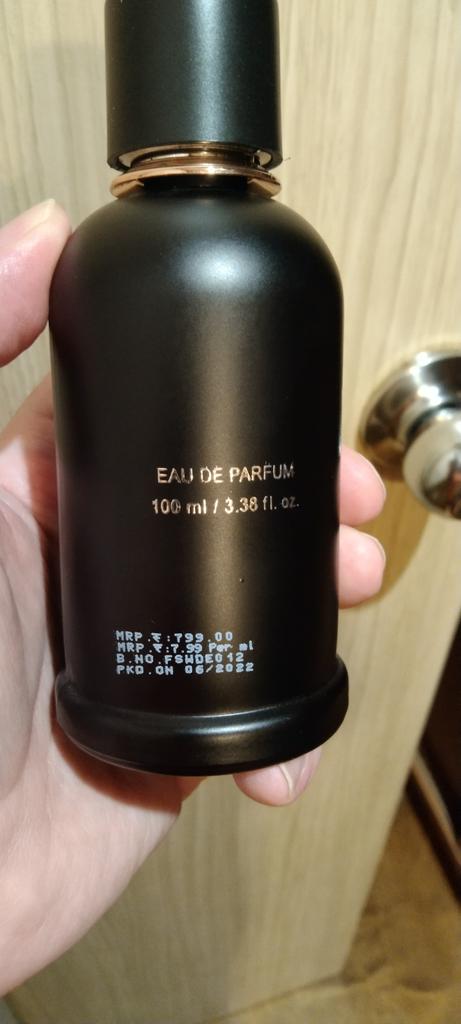 EAU DE PARFUM
100 ml / 3.38 fl. oz.
MRP.₹:799.00
MRP.₹:7.99 Per ml
B.NO.FSWDE012
PKD.ON 06/2022